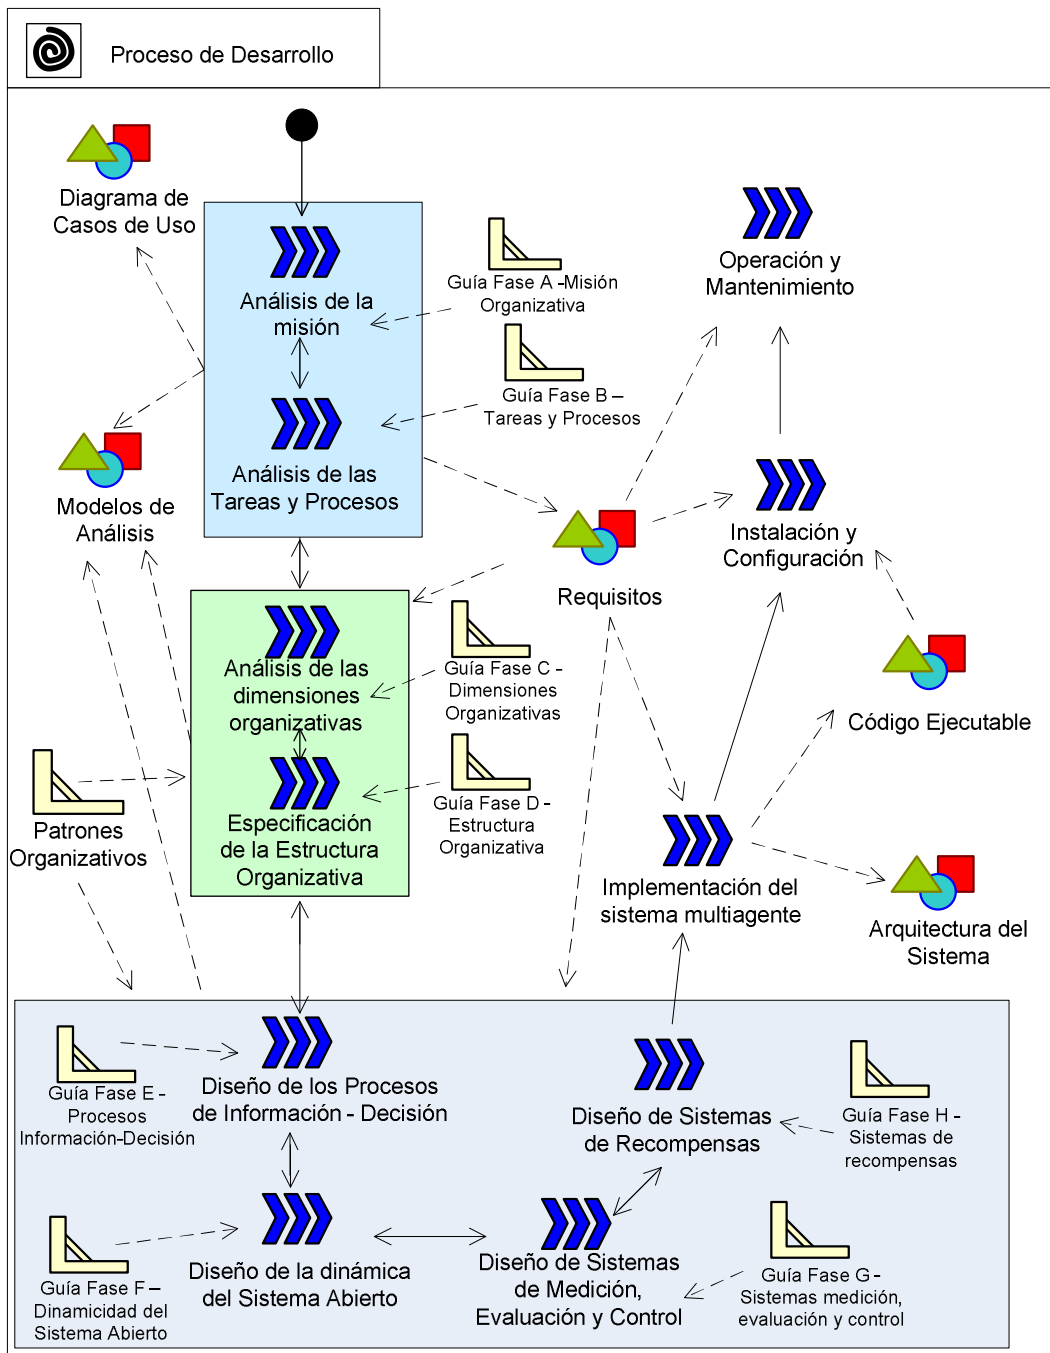 Proceso de Desarrollo
Diagrama de
Casos de Uso
Análisis de la
misión
Guía Fase A -Misión
Organizativa
Guía Fase B –
Tareas y Procesos
Operación y
Mantenimiento
Modelos de
Análisis
Análisis de las
Tareas y Procesos
Requisitos
Instalación y
Configuración
Análisis de las
dimensiones
organizativas
Guía Fase C -
Dimensiones
Organizativas
Código Ejecutable
Patrones
Organizativos
Especificación
de la Estructura
Organizativa
Guía Fase D -
Estructura
Organizativa
Implementación del
sistema multiagente
Arquitectura del
Sistema
Guía Fase E -
Procesos
Información-Decisión
Diseño de los Procesos
de Información - Decisión
Diseño de Sistemas
de Recompensas
Guía Fase H -
Sistemas de
recompensas
Guía Fase F –
Dinamicidad del
Sistema Abierto
Diseño de la dinámica
del Sistema Abierto
Diseño de Sistemas
de Medición,
Evaluación y Control
Guía Fase G -
Sistemas medición,
evaluación y control